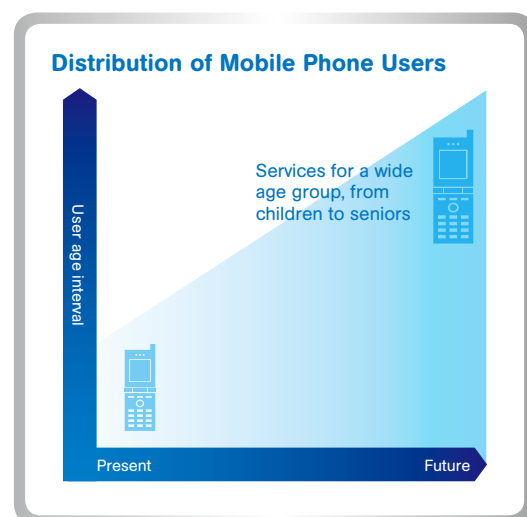 Distribution of Mobile Phone Users
Services for a wide
age group, from
children to seniors
User age interval
Present
Future